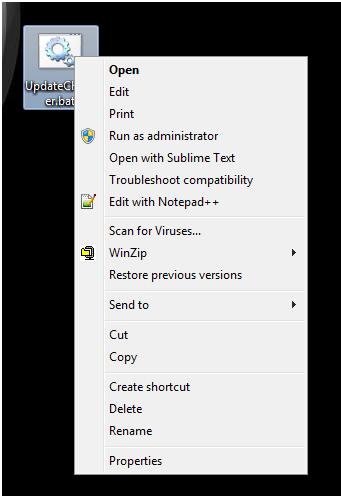 UpdateCh
er.bat
Open
Edit
Print
Run as administrator
Open with Sublime Text
Troubleshoot compatibility
Edit with Notepad++
Scan for Viruses...
WinZip
Restore previous versions
Send to
Cut
Copy
Create shortcut
Delete
Rename
Properties